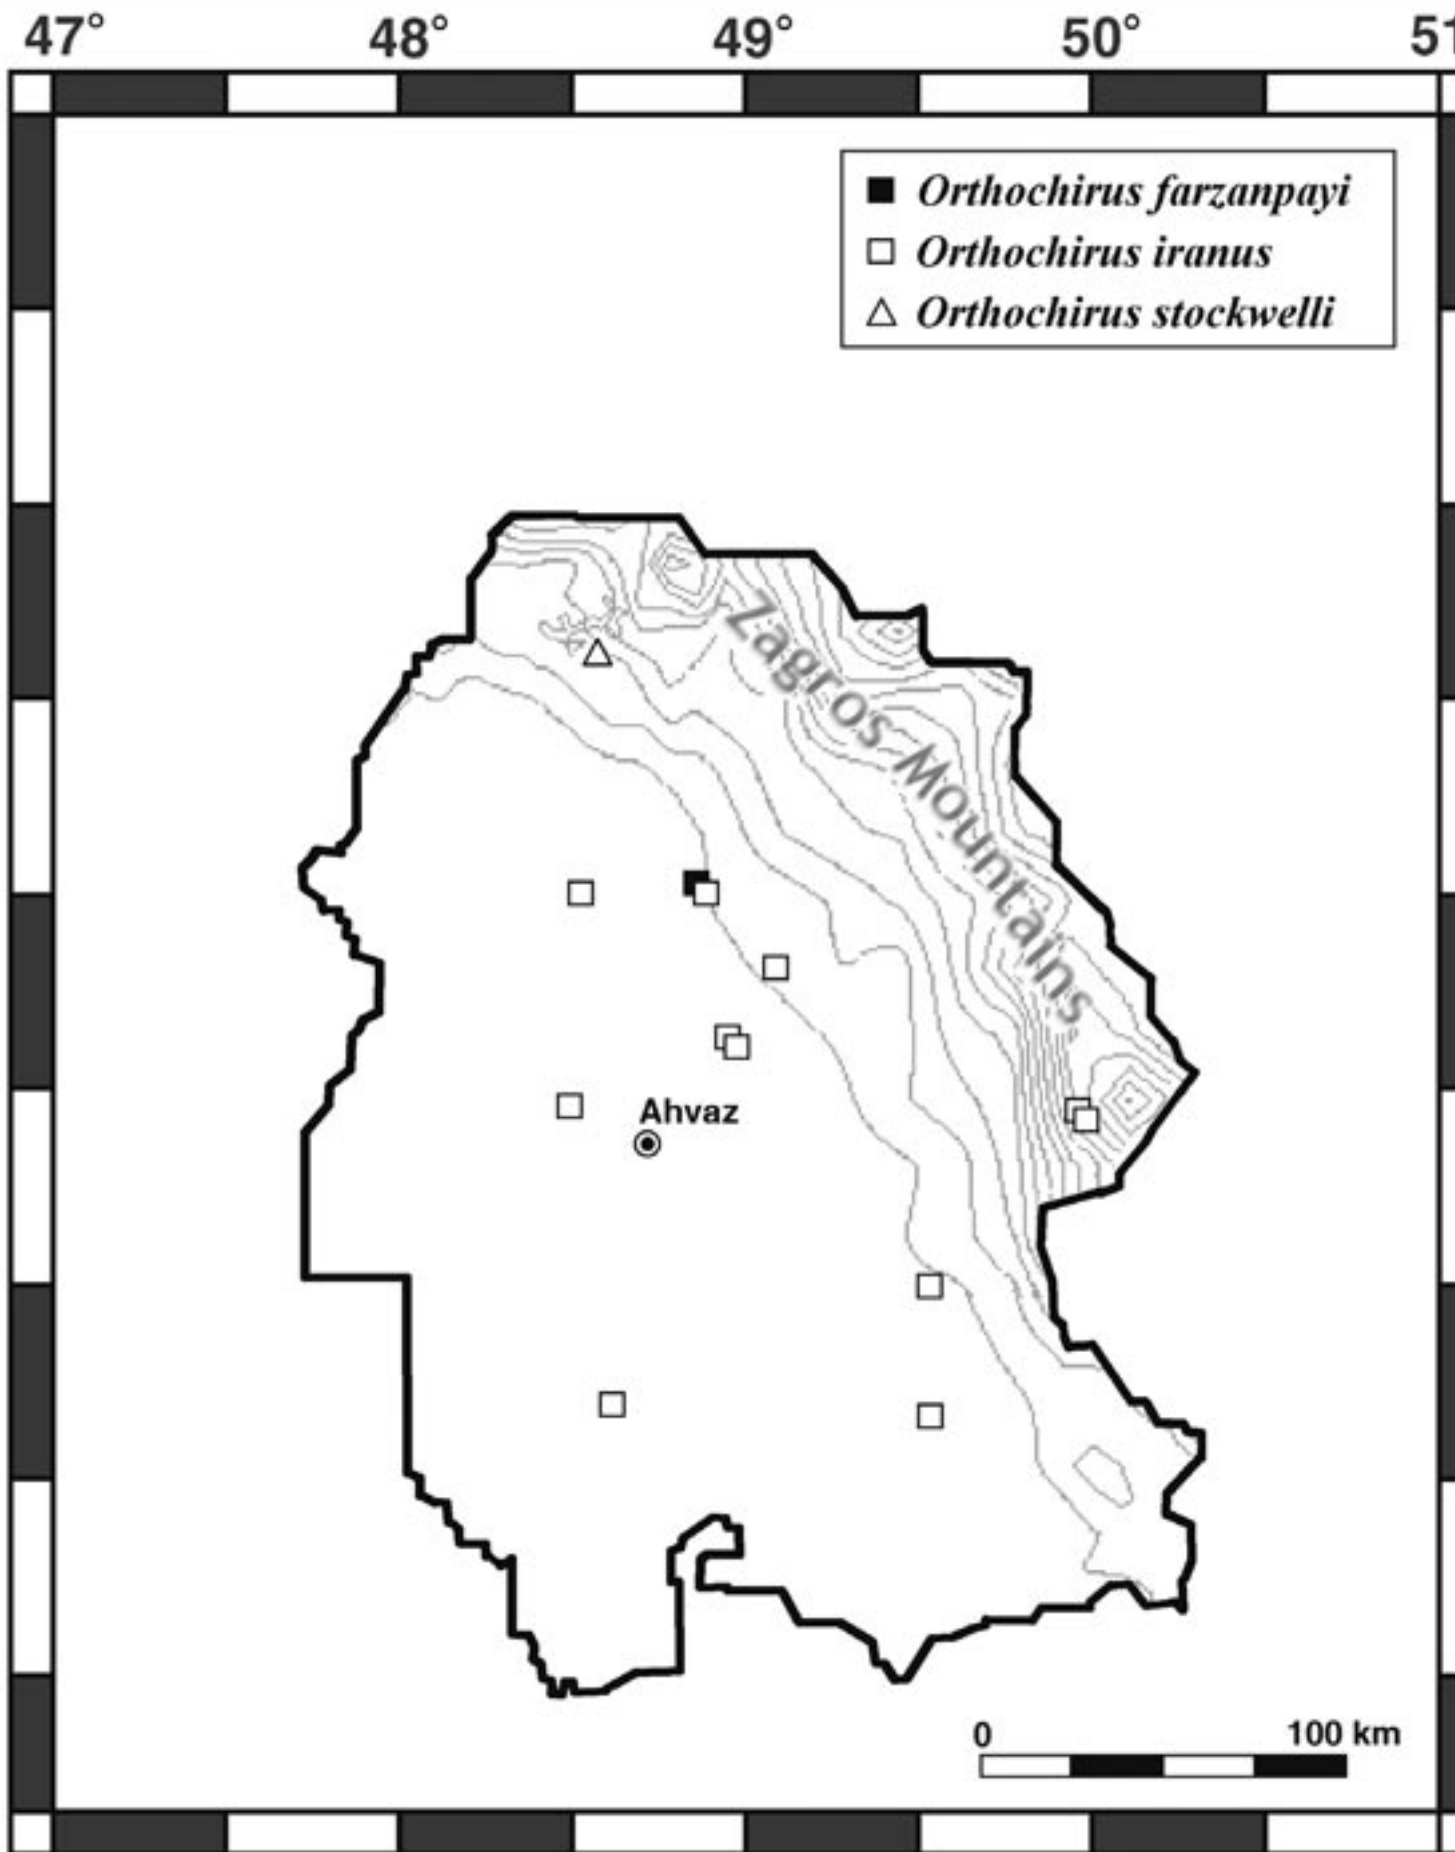 47° 48° 49° 50° 51
Orthochirus farzanpayi
Orthochirus iranus
Orthochirus stockwelli
Zagros Mountains
Ahvaz
0 100 km